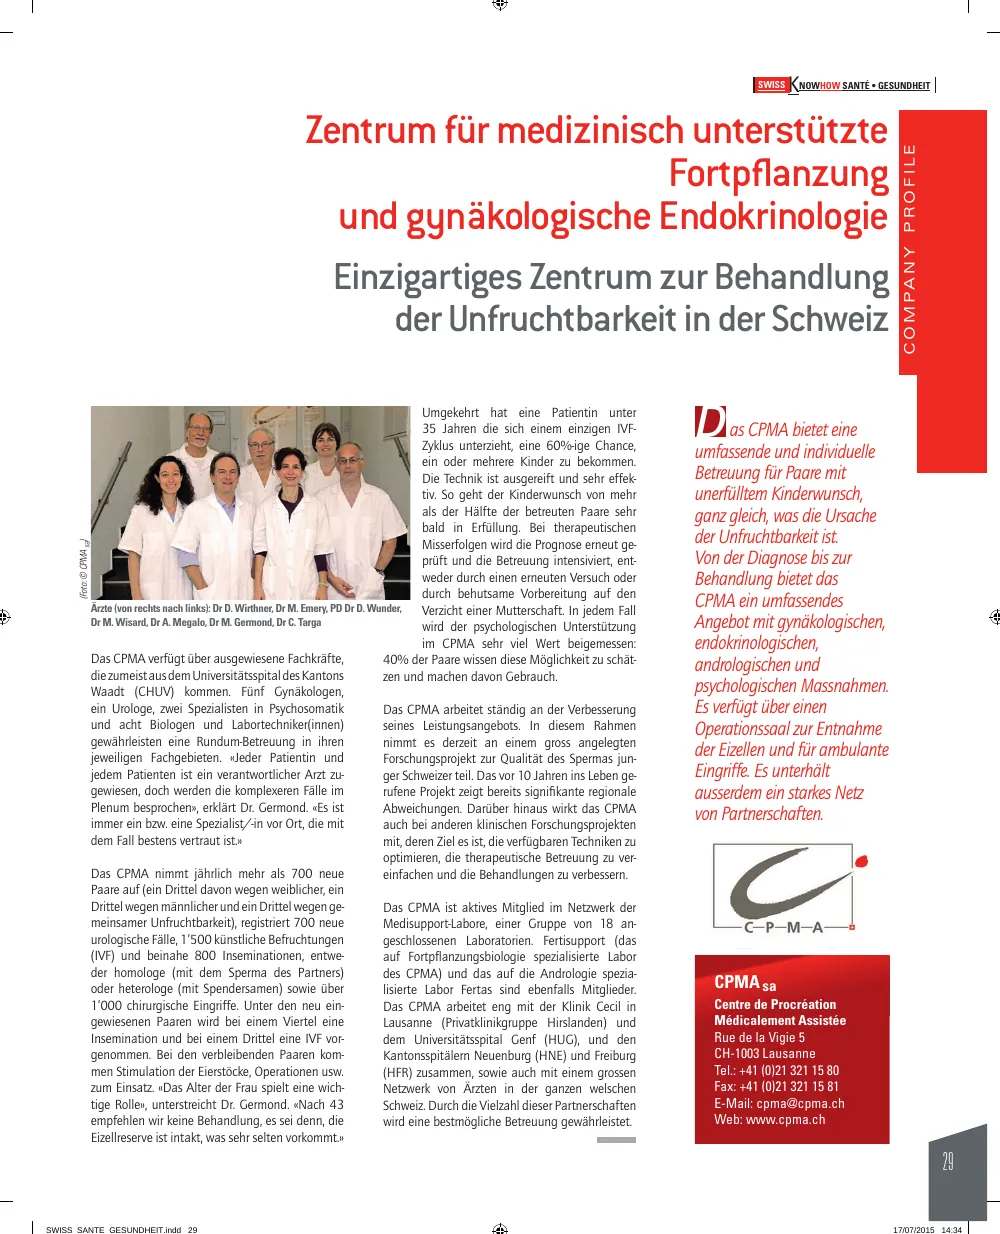 SWISS KNOWHOW SANTÉ • GESUNDHEIT
Zentrum für medizinisch unterstützte
Fortpflanzung
und gynäkologische Endokrinologie
Einzigartiges Zentrum zur Behandlung
der Unfruchtbarkeit in der Schweiz
COMPANY PROFILE
(Foto: © CPMA sa)
Ärzte (von rechts nach links): Dr D. Wirthner, Dr M. Emery, PD Dr D. Wunder,
Dr M. Wisard, Dr A. Megalo, Dr M. Germond, Dr C. Targa
Das CPMA verfügt über ausgewiesene Fachkräfte,
die zumeist aus dem Universitätsspital des Kantons
Waadt (CHUV) kommen. Fünf Gynäkologen,
ein Urologe, zwei Spezialisten in Psychosomatik
und acht Biologen und Labortechniker(innen)
gewährleisten eine Rundum-Betreuung in ihren
jeweiligen Fachgebieten. «Jeder Patientin und
jedem Patienten ist ein verantwortlicher Arzt zu-
gewiesen, doch werden die komplexeren Fälle im
Plenum besprochen», erklärt Dr. Germond. «Es ist
immer ein bzw. eine Spezialist/-in vor Ort, die mit
dem Fall bestens vertraut ist.»
Das CPMA nimmt jährlich mehr als 700 neue
Paare auf (ein Drittel davon wegen weiblicher, ein
Drittel wegen männlicher und ein Drittel wegen ge-
meinsamer Unfruchtbarkeit), registriert 700 neue
urologische Fälle, 1’500 künstliche Befruchtungen
(IVF) und beinahe 800 Inseminationen, entwe-
der homologe (mit dem Sperma des Partners)
oder heterologe (mit Spendersamen) sowie über
1’000 chirurgische Eingriffe. Unter den neu ein-
gewiesenen Paaren wird bei einem Viertel eine
Insemination und bei einem Drittel eine IVF vor-
genommen. Bei den verbleibenden Paaren kom-
men Stimulation der Eierstöcke, Operationen usw.
zum Einsatz. «Das Alter der Frau spielt eine wich-
tige Rolle», unterstreicht Dr. Germond. «Nach 43
empfehlen wir keine Behandlung, es sei denn, die
Eizellreserve ist intakt, was sehr selten vorkommt.»
Umgekehrt hat eine Patientin unter
35 Jahren die sich einem einzigen IVF-
Zyklus unterzieht, eine 60%-ige Chance,
ein oder mehrere Kinder zu bekommen.
Die Technik ist ausgereift und sehr effek-
tiv. So geht der Kinderwunsch von mehr
als der Hälfte der betreuten Paare sehr
bald in Erfüllung. Bei therapeutischen
Misserfolgen wird die Prognose erneut ge-
prüft und die Betreuung intensiviert, ent-
weder durch einen erneuten Versuch oder
durch behutsame Vorbereitung auf den
Verzicht einer Mutterschaft. In jedem Fall
wird der psychologischen Unterstützung
im CPMA sehr viel Wert beigemessen:
40% der Paare wissen diese Möglichkeit zu schät-
zen und machen davon Gebrauch.
Das CPMA arbeitet ständig an der Verbesserung
seines Leistungsangebots. In diesem Rahmen
nimmt es derzeit an einem gross angelegten
Forschungsprojekt zur Qualität des Spermas jun-
ger Schweizer teil. Das vor 10 Jahren ins Leben ge-
rufene Projekt zeigt bereits signifikante regionale
Abweichungen. Darüber hinaus wirkt das CPMA
auch bei anderen klinischen Forschungsprojekten
mit, deren Ziel es ist, die verfügbaren Techniken zu
optimieren, die therapeutische Betreuung zu ver-
einfachen und die Behandlungen zu verbessern.
Das CPMA ist aktives Mitglied im Netzwerk der
Medisupport-Labore, einer Gruppe von 18 an-
geschlossenen Laboratorien. Fertisupport (das
auf Fortpflanzungsbiologie spezialisierte Labor
des CPMA) und das auf die Andrologie spezia-
lisierte Labor Fertas sind ebenfalls Mitglieder.
Das CPMA arbeitet eng mit der Klinik Cecil in
Lausanne (Privatklinikgruppe Hirslanden) und
dem Universitätsspital Genf (HUG), und den
Kantonsspitälern Neuenburg (HNE) und Freiburg
(HFR) zusammen, sowie auch mit einem grossen
Netzwerk von Ärzten in der ganzen welschen
Schweiz. Durch die Vielzahl dieser Partnerschaften
wird eine bestmögliche Betreuung gewährleistet.
Das CPMA bietet eine
umfassende und individuelle
Betreuung für Paare mit
unerfülltem Kinderwunsch,
ganz gleich, was die Ursache
der Unfruchtbarkeit ist.
Von der Diagnose bis zur
Behandlung bietet das
CPMA ein umfassendes
Angebot mit gynäkologischen,
endokrinologischen,
andrologischen und
psychologischen Massnahmen.
Es verfügt über einen
Operationssaal zur Entnahme
der Eizellen und für ambulante
Eingriffe. Es unterhält
ausserdem ein starkes Netz
von Partnerschaften.
C-P-M-A
CPMA sa
Centre de Procréation
Médicalement Assistée
Rue de la Vigie 5
CH-1003 Lausanne
Tel.: +41 (0)21 321 15 80
Fax: +41 (0)21 321 15 81
E-Mail: cpma@cpma.ch
Web: www.cpma.ch
29
SWISS_SANTE_GESUNDHEIT.indd 29
17/07/2015 14:34